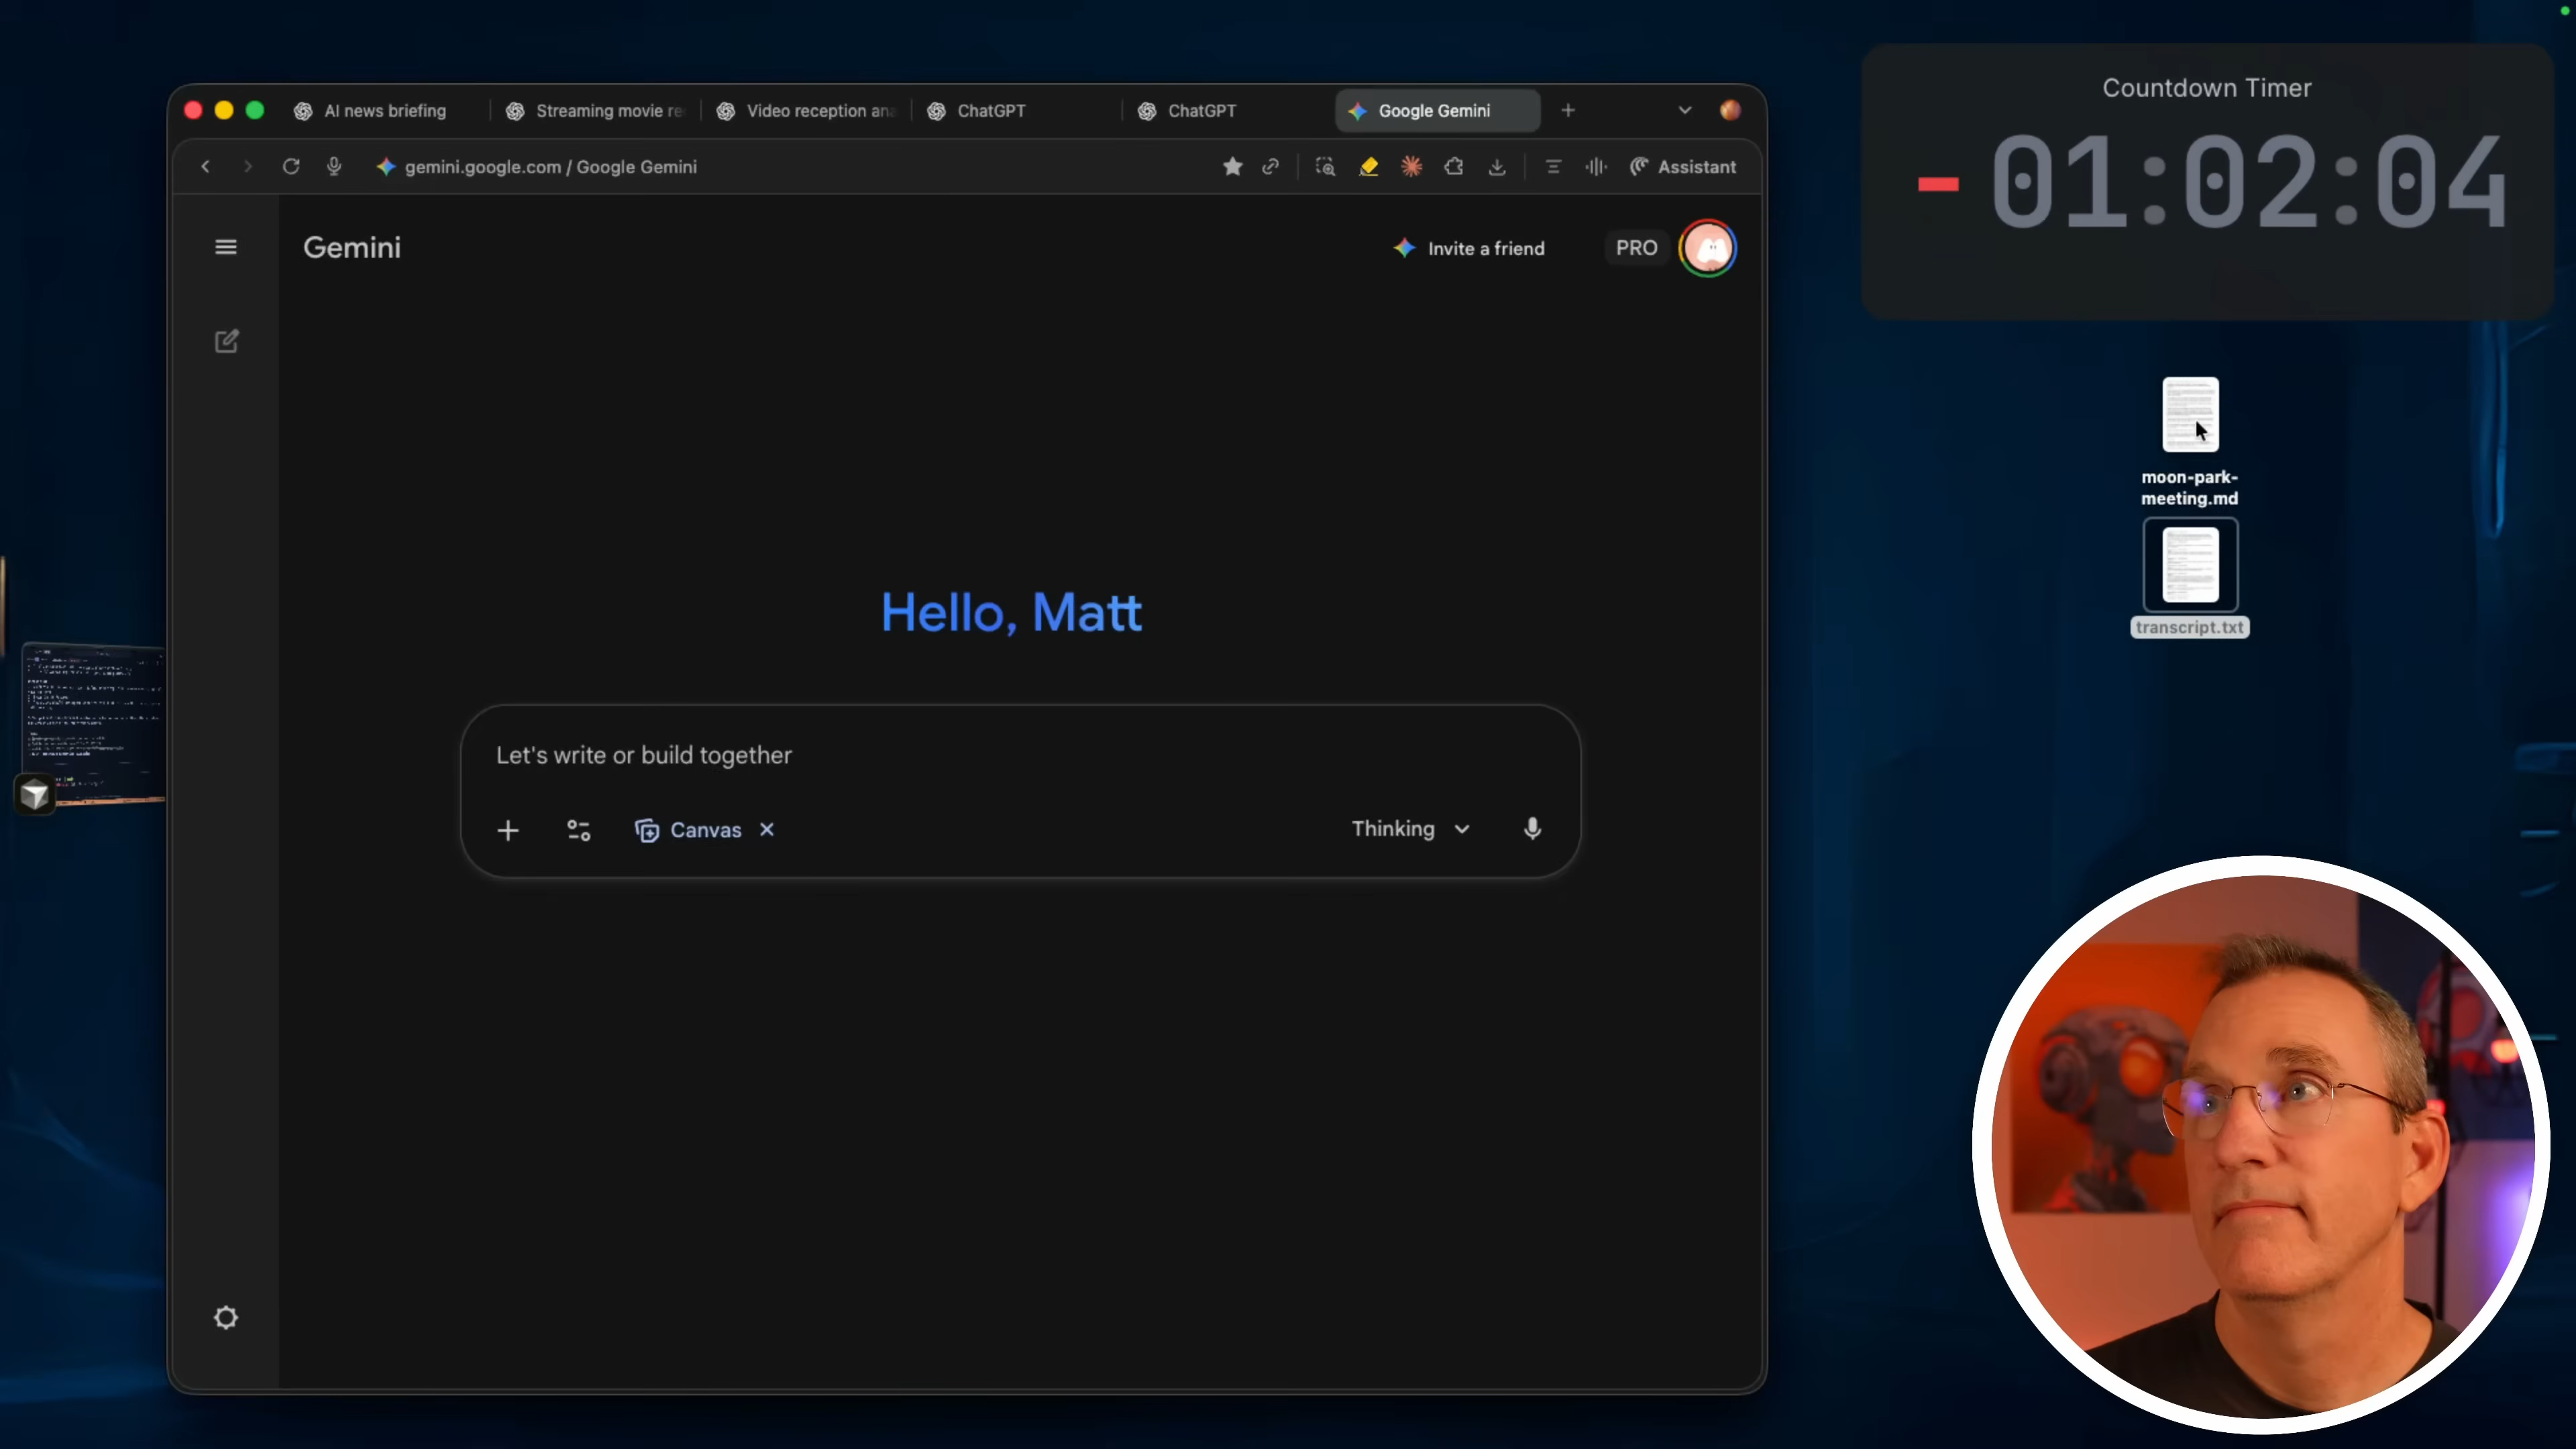 AI news briefing
Streaming movie re
Video reception ana
ChatGPT
ChatGPT
Google Gemini
gemini.google.com / Google Gemini
Assistant
Gemini
Invite a friend
PRO
Hello, Matt
Let's write or build together
Canvas
Thinking
Countdown Timer
- 01:02:04
moon-park-
meeting.md
transcript.txt